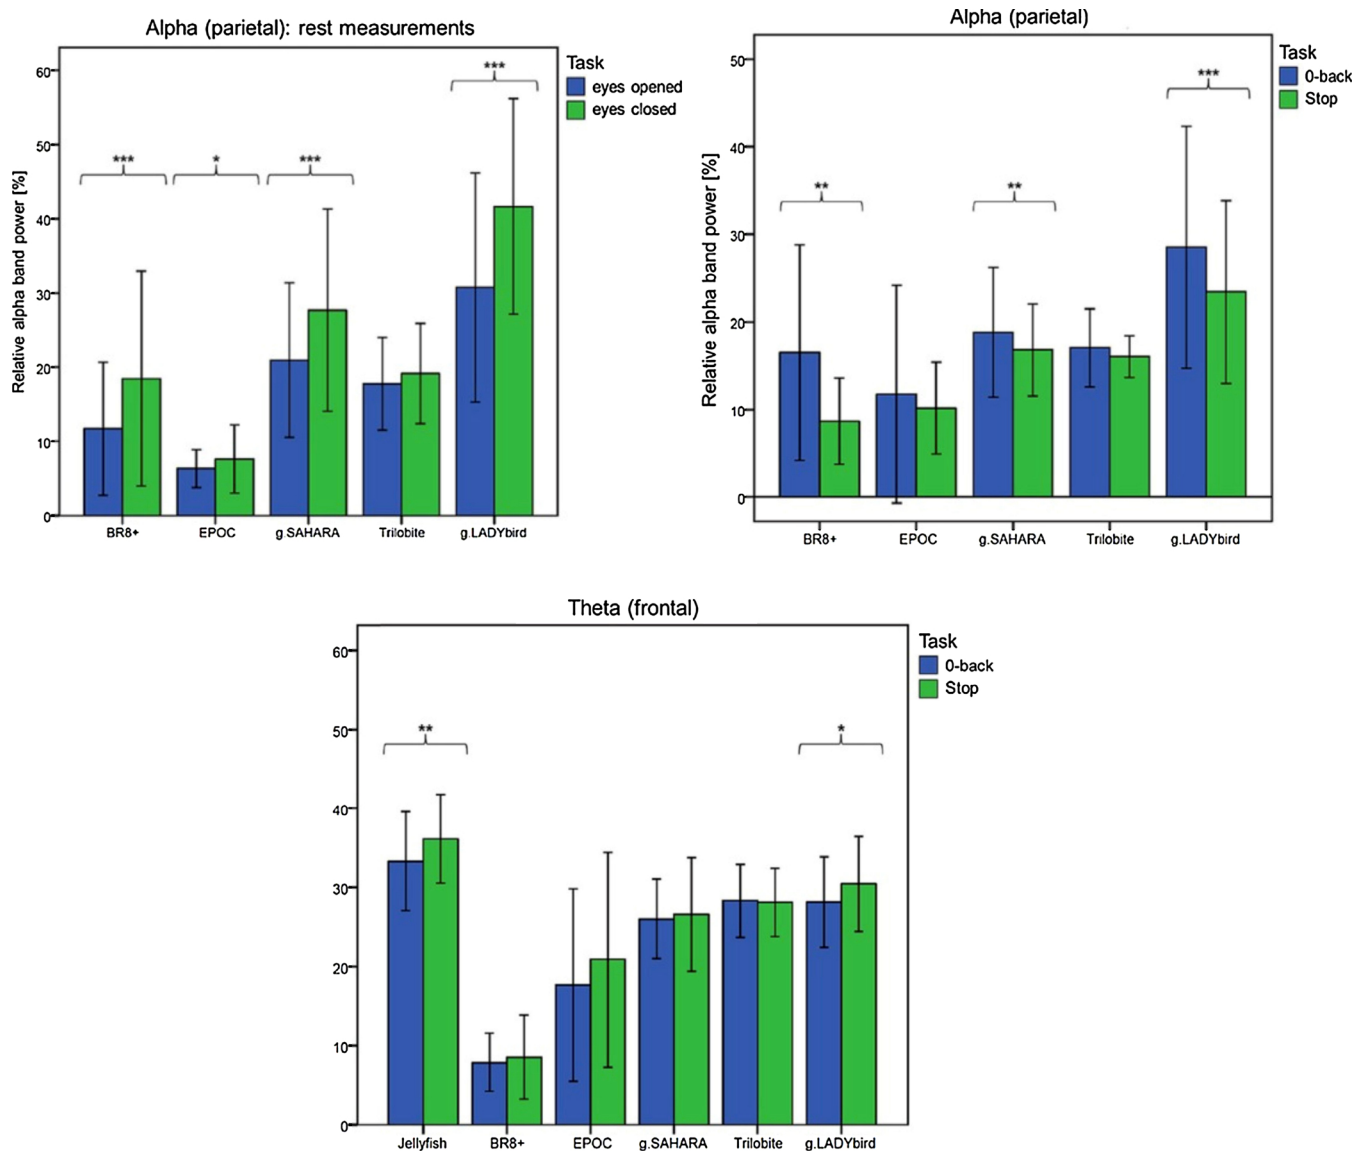 Alpha (parietal): rest measurements
Relative alpha band power [%]
60
50
40
30
20
10
0
***
*
***
***
BR8+ EPOC g.SAHARA Trilobite g.LADYbird
Task
eyes opened
eyes closed
Alpha (parietal)
Relative alpha band power [%]
50
40
30
20
10
0
**
**
***
BR8+ EPOC g.SAHARA Trilobite g.LADYbird
Task
0-back
Stop
Theta (frontal)
60
50
40
30
20
10
0
**
*
Jellyfish BR8+ EPOC g.SAHARA Trilobite g.LADYbird
Task
0-back
Stop